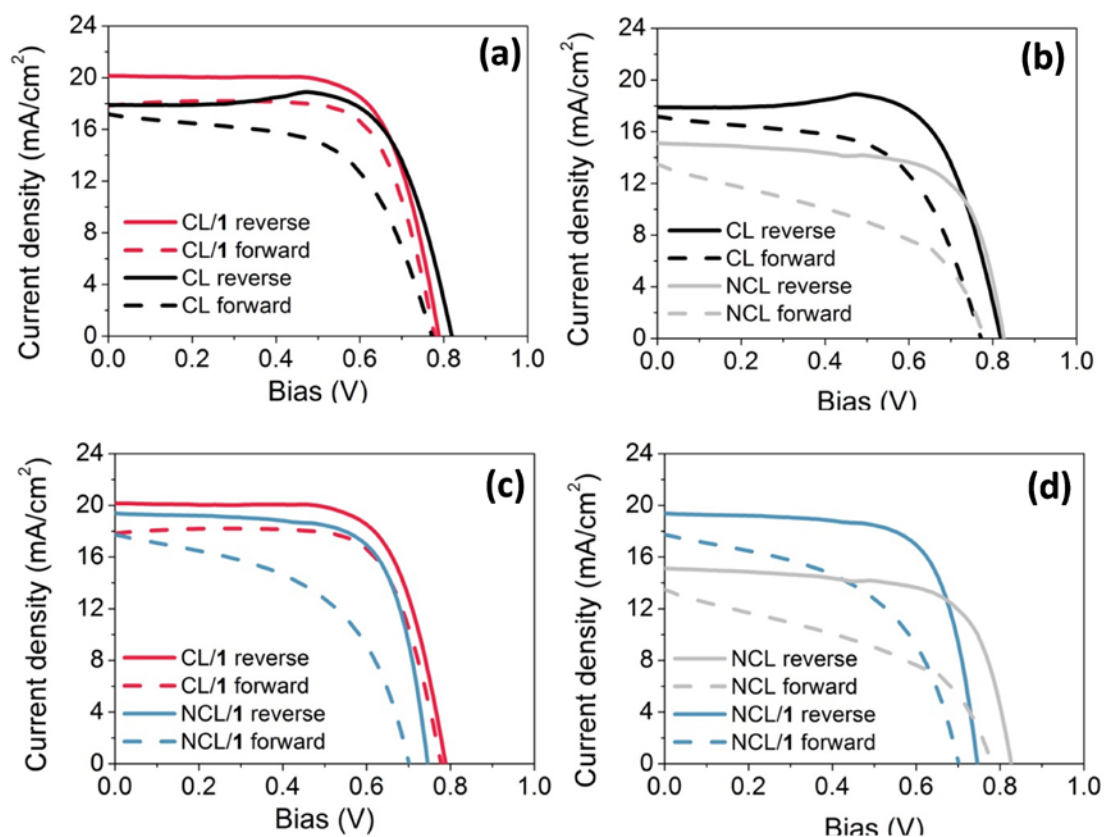 24
20
16
12
8
4
0
Current density (mA/cm²)
(a)
CL/1 reverse
CL/1 forward
CL reverse
CL forward
0.0 0.2 0.4 0.6 0.8 1.0
Bias (V)
24
20
16
12
8
4
0
Current density (mA/cm²)
(b)
CL reverse
CL forward
NCL reverse
NCL forward
0.0 0.2 0.4 0.6 0.8 1.0
Bias (V)
24
20
16
12
8
4
0
Current density (mA/cm²)
(c)
CL/1 reverse
CL/1 forward
NCL/1 reverse
NCL/1 forward
0.0 0.2 0.4 0.6 0.8 1.0
Bias (V)
24
20
16
12
8
4
0
Current density (mA/cm²)
(d)
NCL reverse
NCL forward
NCL/1 reverse
NCL/1 forward
0.0 0.2 0.4 0.6 0.8 1.0
Bias (V)